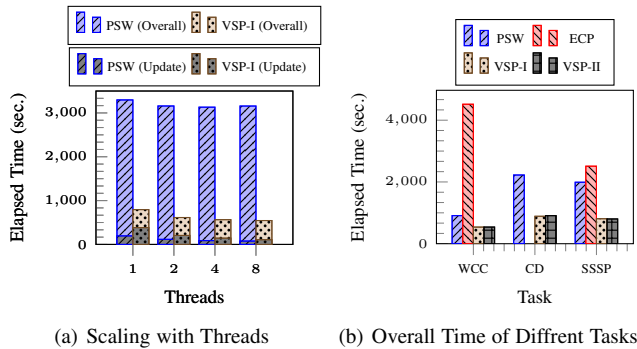 PSW (Overall) VSP-I (Overall)
PSW (Update) VSP-I (Update)
Elapsed Time (sec.)
3,000
2,000
1,000
0
1 2 4 8
Threads
(a) Scaling with Threads
PSW ECP
VSP-I VSP-II
Elapsed Time (sec.)
4,000
2,000
0
WCC CD SSSP
Task
(b) Overall Time of Diffrent Tasks